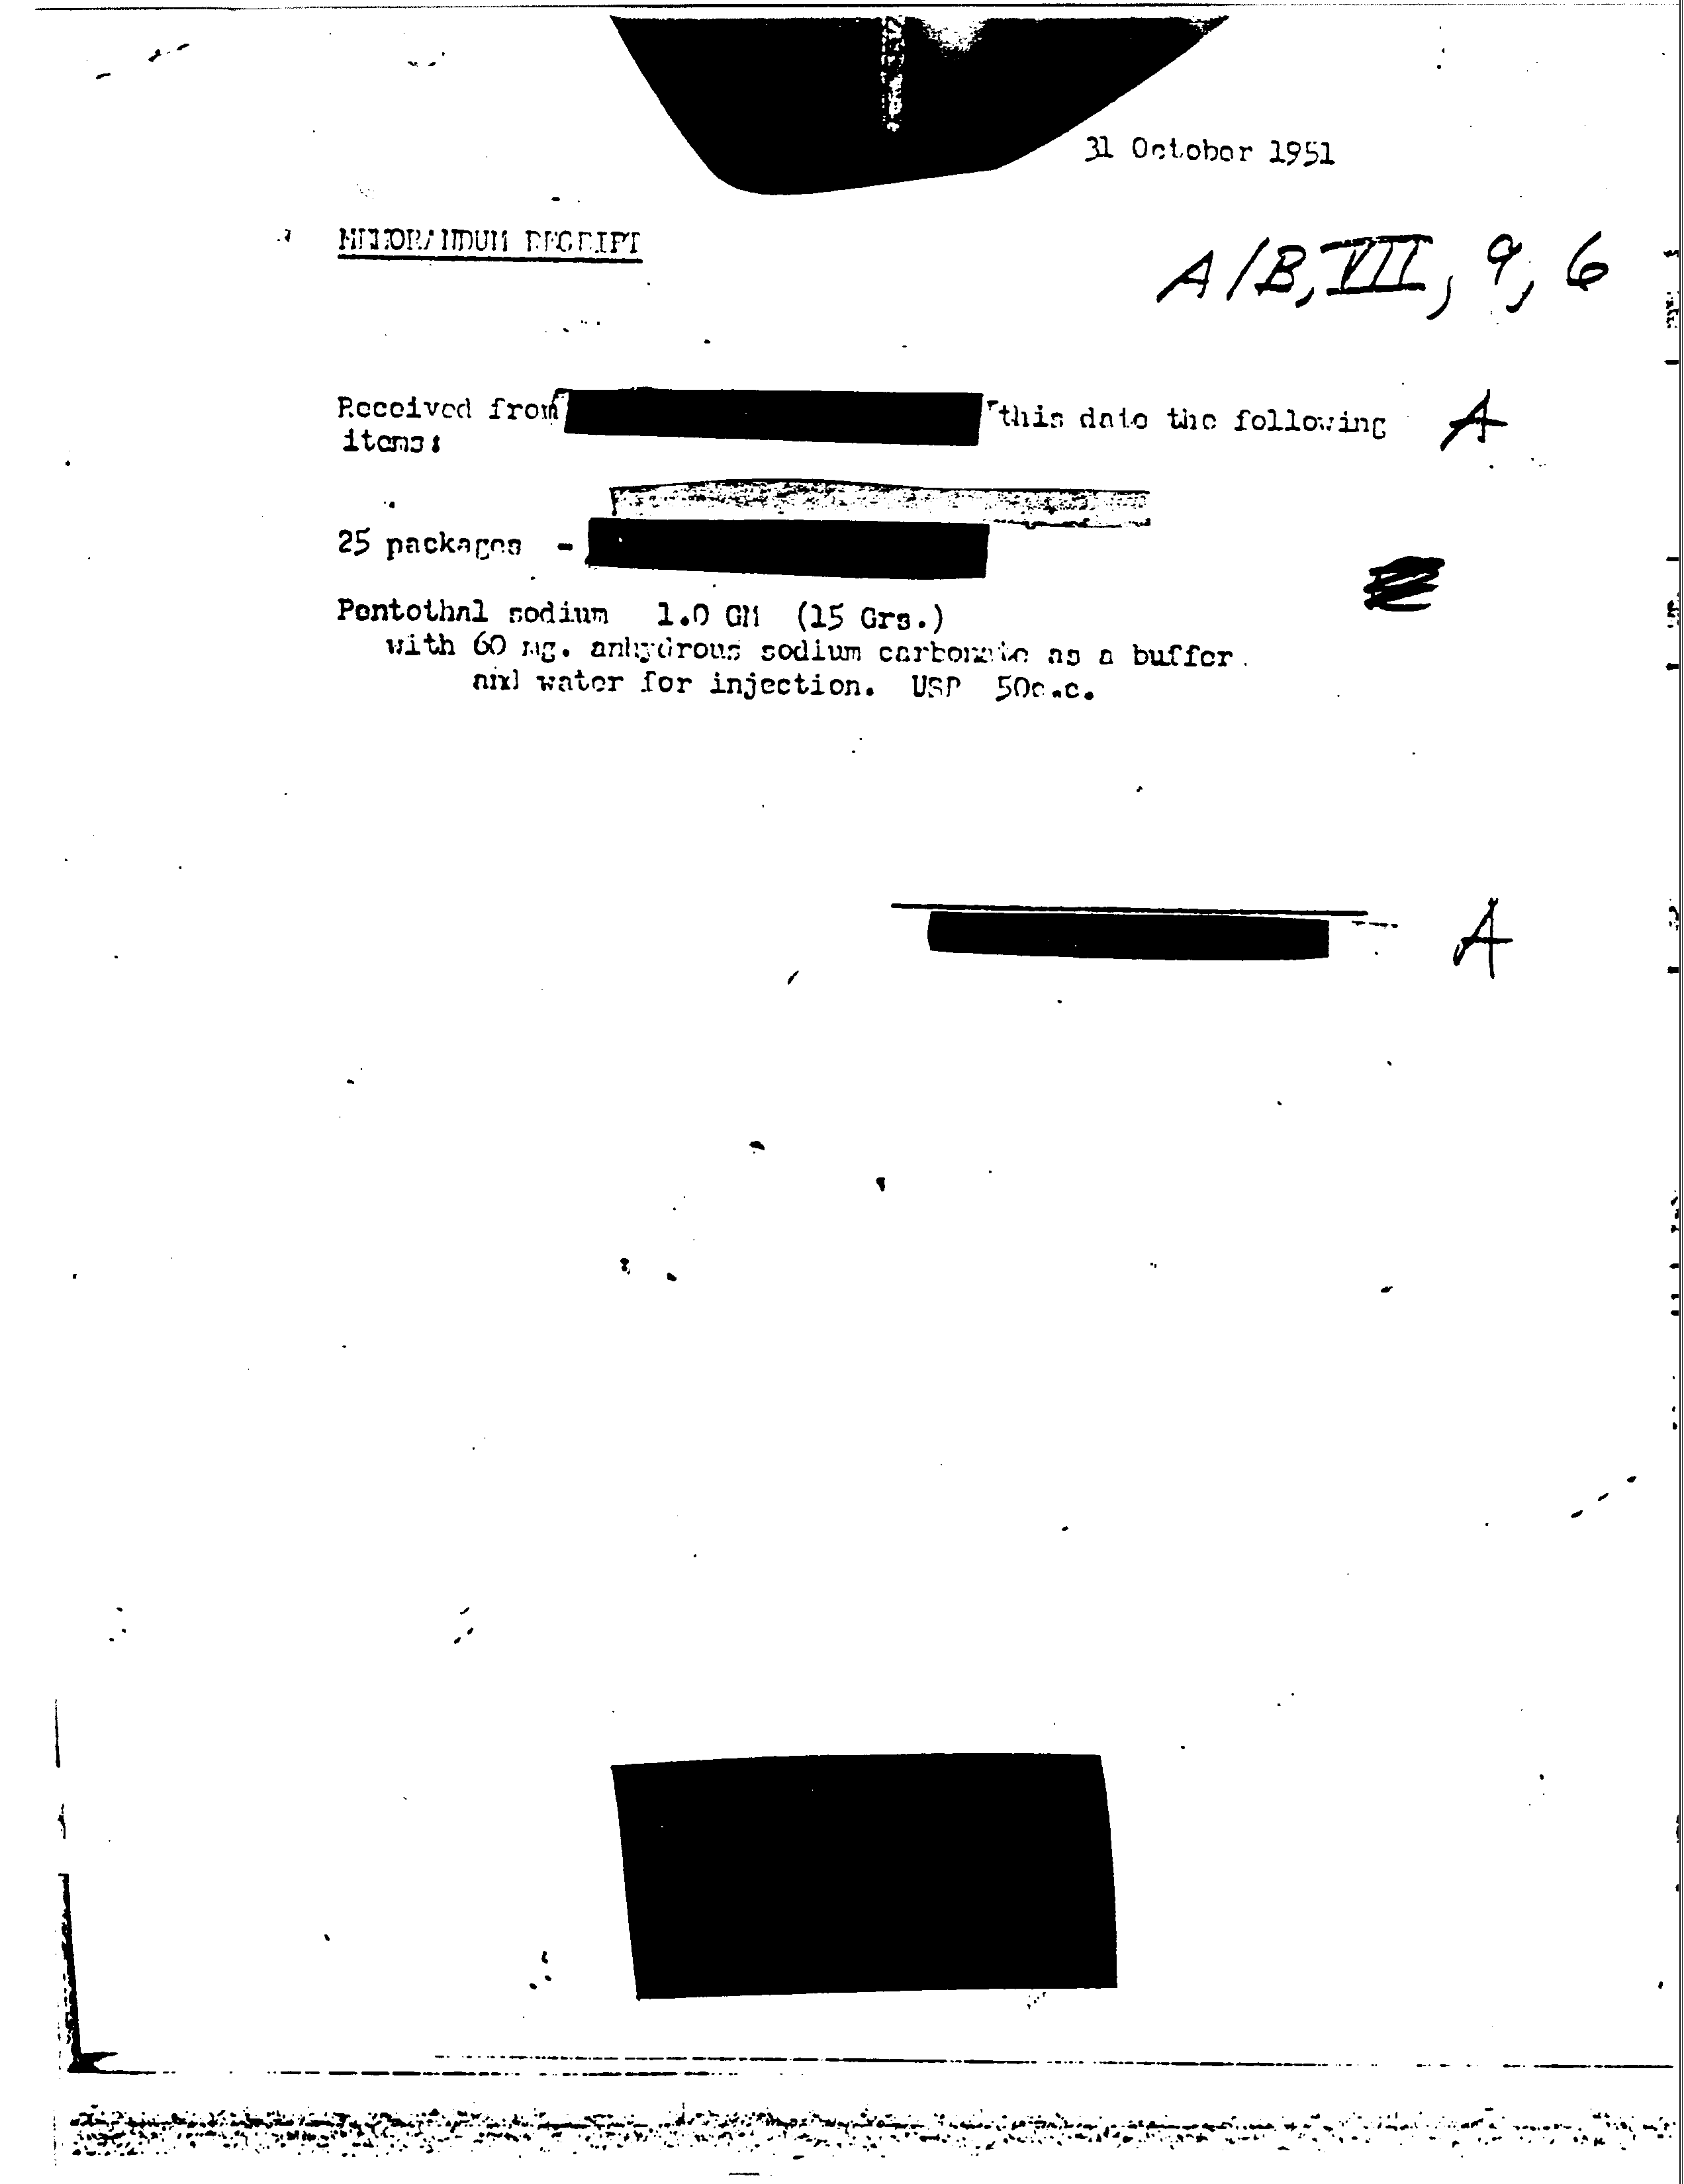 31 October 1951
MEMORANDUM RECEIPT
A/B, VII, 9, 6
Received from this date the following A
items:
25 packages -
Pentothal sodium 1.0 GM (15 Grs.)
with 60 mg. anhydrous sodium carbonate as a buffer
and water for injection. USP 50c.c.
A